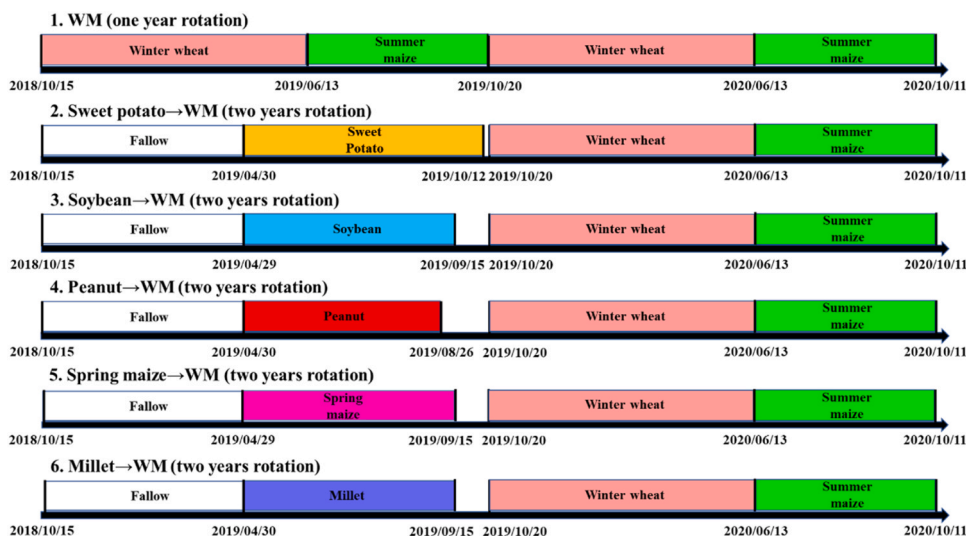 1. WM (one year rotation)
Winter wheat
Summer
maize
Winter wheat
Summer
maize
2018/10/15 2019/06/13 2019/10/20 2020/06/13 2020/10/11
2. Sweet potato→WM (two years rotation)
Fallow
Sweet
Potato
Winter wheat
Summer
maize
2018/10/15 2019/04/30 2019/10/12 2019/10/20 2020/06/13 2020/10/11
3. Soybean→WM (two years rotation)
Fallow
Soybean
Winter wheat
Summer
maize
2018/10/15 2019/04/29 2019/09/15 2019/10/20 2020/06/13 2020/10/11
4. Peanut→WM (two years rotation)
Fallow
Peanut
Winter wheat
Summer
maize
2018/10/15 2019/04/30 2019/08/26 2019/10/20 2020/06/13 2020/10/11
5. Spring maize→WM (two years rotation)
Fallow
Spring
maize
Winter wheat
Summer
maize
2018/10/15 2019/04/29 2019/09/15 2019/10/20 2020/06/13 2020/10/11
6. Millet→WM (two years rotation)
Fallow
Millet
Winter wheat
Summer
maize
2018/10/15 2019/04/30 2019/09/15 2019/10/20 2020/06/13 2020/10/11